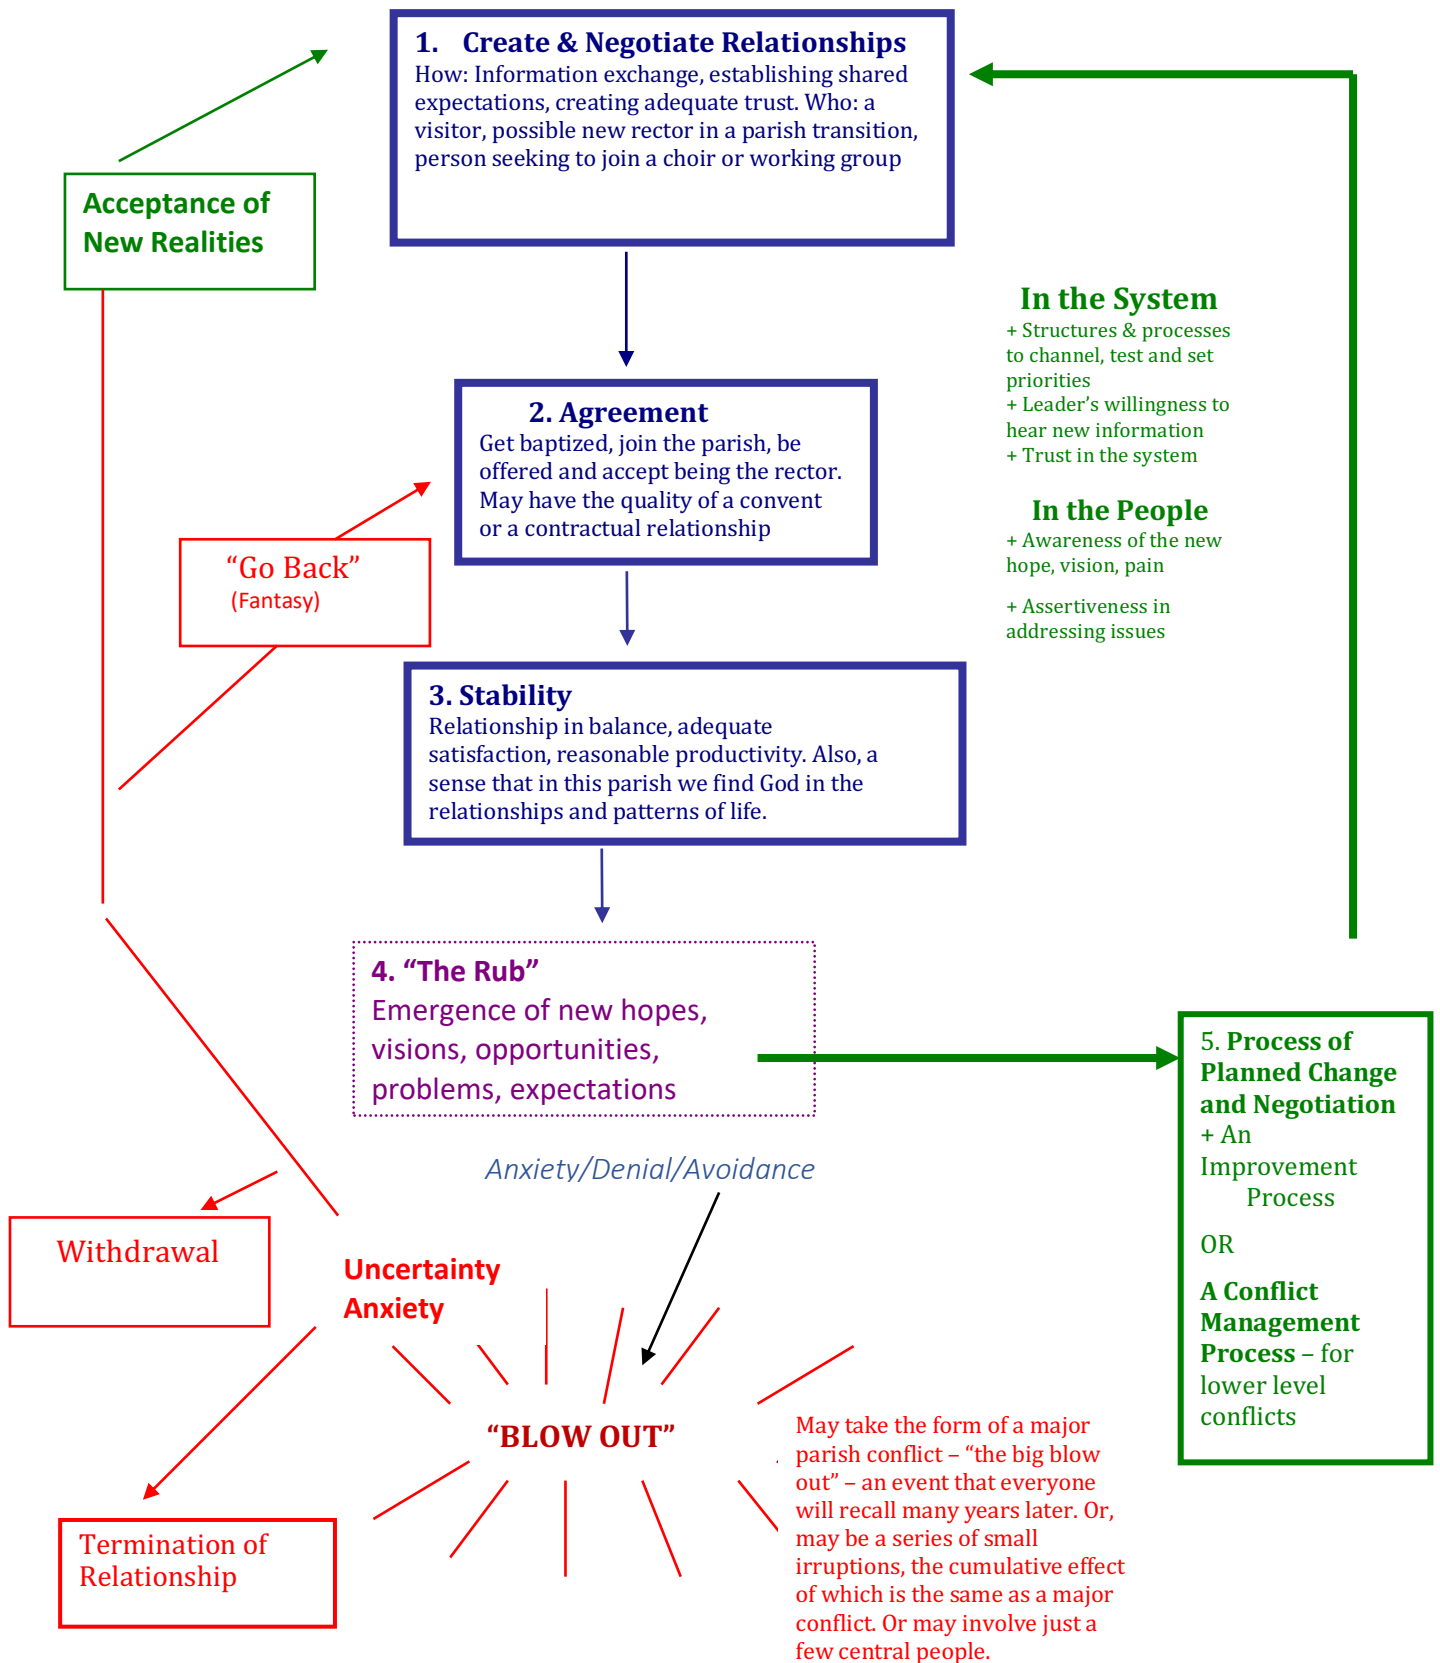 1. Create & Negotiate Relationships
How: Information exchange, establishing shared
expectations, creating adequate trust. Who: a
visitor, possible new rector in a parish transition,
person seeking to join a choir or working group
Acceptance of
New Realities
In the System
+ Structures & processes
to channel, test and set
priorities
+ Leader’s willingness to
hear new information
+ Trust in the system
In the People
+ Awareness of the new
hope, vision, pain
+ Assertiveness in
addressing issues
2. Agreement
Get baptized, join the parish, be
offered and accept being the rector.
May have the quality of a convent
or a contractual relationship
“Go Back”
(Fantasy)
3. Stability
Relationship in balance, adequate
satisfaction, reasonable productivity. Also, a
sense that in this parish we find God in the
relationships and patterns of life.
4. “The Rub”
Emergence of new hopes,
visions, opportunities,
problems, expectations
5. Process of
Planned Change
and Negotiation
+ An
Improvement
Process
OR
A Conflict
Management
Process – for
lower level
conflicts
Anxiety/Denial/Avoidance
Withdrawal
Uncertainty
Anxiety
“BLOW OUT”
May take the form of a major
parish conflict – “the big blow
out” – an event that everyone
will recall many years later. Or,
may be a series of small
irruptions, the cumulative effect
of which is the same as a major
conflict. Or may involve just a
few central people.
Termination of
Relationship